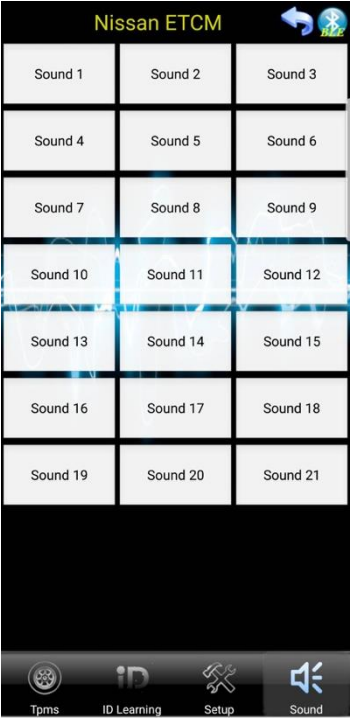 Nissan ETCM
BLE
Sound 1 Sound 2 Sound 3
Sound 4 Sound 5 Sound 6
Sound 7 Sound 8 Sound 9
Sound 10 Sound 11 Sound 12
Sound 13 Sound 14 Sound 15
Sound 16 Sound 17 Sound 18
Sound 19 Sound 20 Sound 21
iD
Tpms ID Learning Setup Sound